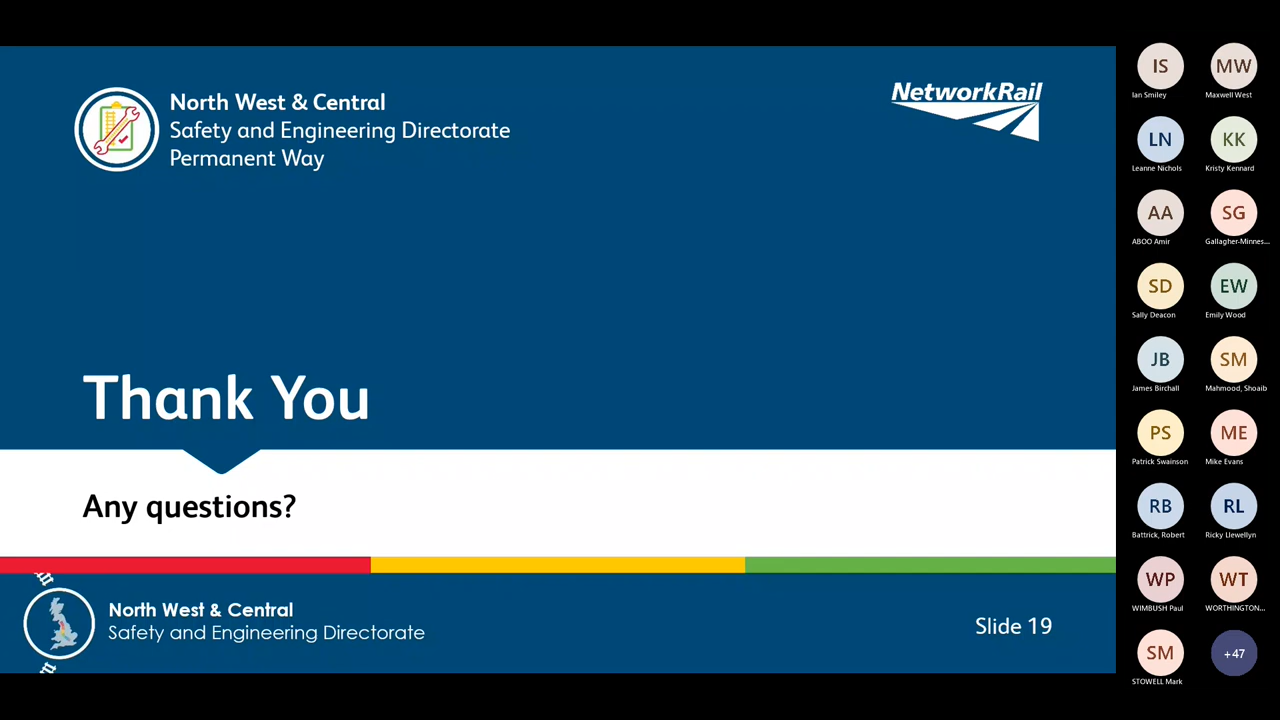 North West & Central
Safety and Engineering Directorate
Permanent Way
NetworkRail
Thank You
Any questions?
North West & Central
Safety and Engineering Directorate
Slide 19
IS
MW
Ian Smiley
Maxwell West
LN
KK
Leanne Nichols
Kristy Kennard
AA
SG
ABOO Amir
Gallagher-Minnes...
SD
EW
Sally Deacon
Emily Wood
JB
SM
James Birchall
Mahmood, Shoaib
PS
ME
Patrick Swainson
Mike Evans
RB
RL
Battrick, Robert
Ricky Llewellyn
WP
WT
WIMBUSH Paul
WORTHINGTON...
SM
+47
STOWELL Mark